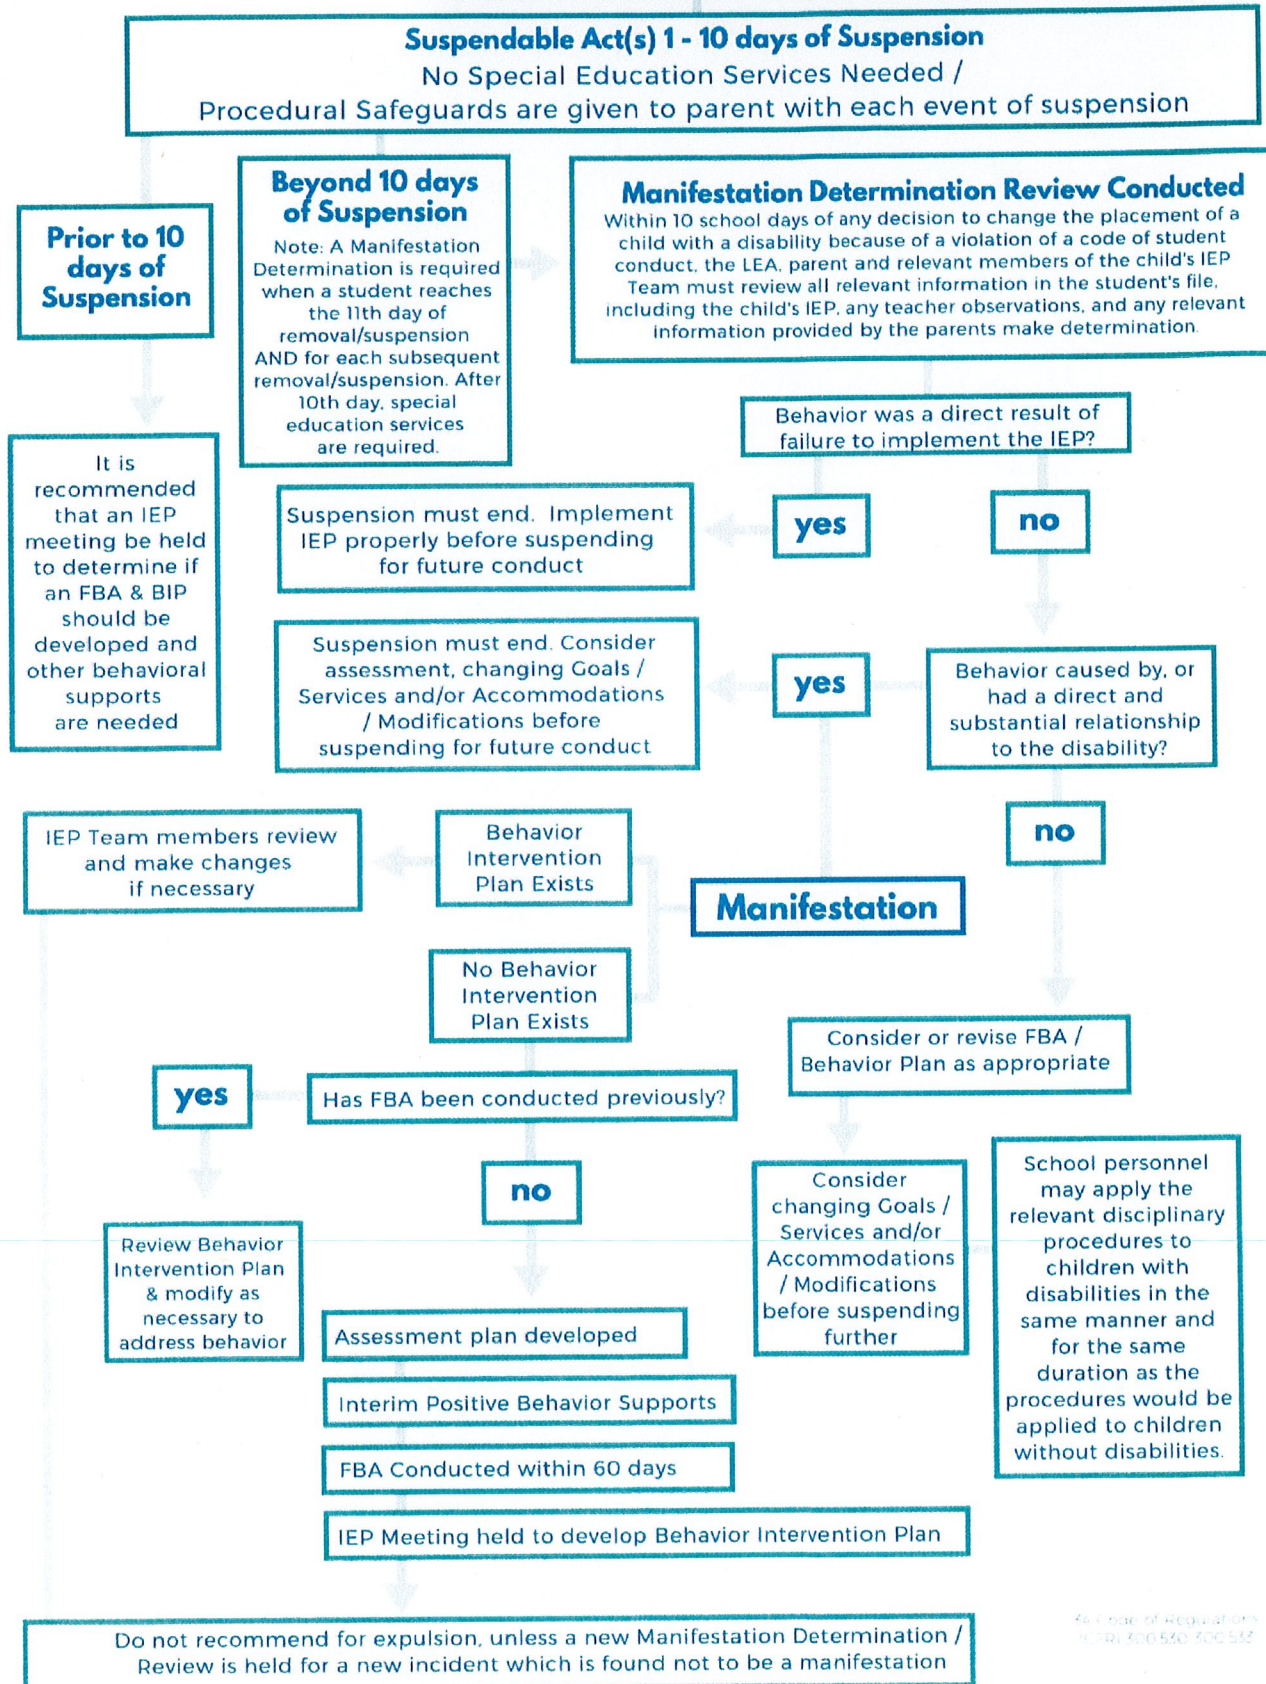 Suspendable Act(s) 1 - 10 days of Suspension
No Special Education Services Needed /
Procedural Safeguards are given to parent with each event of suspension
Prior to 10
days of
Suspension
It is
recommended
that an IEP
meeting be held
to determine if
an FBA & BIP
should be
developed and
other behavioral
supports
are needed
Beyond 10 days
of Suspension
Note: A Manifestation
Determination is required
when a student reaches
the 11th day of
removal/suspension
AND for each subsequent
removal/suspension. After
10th day, special
education services
are required.
Manifestation Determination Review Conducted
Within 10 school days of any decision to change the placement of a
child with a disability because of a violation of a code of student
conduct, the LEA, parent and relevant members of the child's IEP
Team must review all relevant information in the student's file,
including the child's IEP, any teacher observations, and any relevant
information provided by the parents make determination.
Behavior was a direct result of
failure to implement the IEP?
yes
no
Suspension must end. Implement
IEP properly before suspending
for future conduct
Suspension must end. Consider
assessment, changing Goals /
Services and/or Accommodations
/ Modifications before
suspending for future conduct
yes
Behavior caused by, or
had a direct and
substantial relationship
to the disability?
no
IEP Team members review
and make changes
if necessary
Behavior
Intervention
Plan Exists
Manifestation
No Behavior
Intervention
Plan Exists
Consider or revise FBA /
Behavior Plan as appropriate
yes
Has FBA been conducted previously?
no
Review Behavior
Intervention Plan
& modify as
necessary to
address behavior
Consider
changing Goals /
Services and/or
Accommodations
/ Modifications
before suspending
further
School personnel
may apply the
relevant disciplinary
procedures to
children with
disabilities in the
same manner and
for the same
duration as the
procedures would be
applied to children
without disabilities.
Assessment plan developed
Interim Positive Behavior Supports
FBA Conducted within 60 days
IEP Meeting held to develop Behavior Intervention Plan
Do not recommend for expulsion, unless a new Manifestation Determination /
Review is held for a new incident which is found not to be a manifestation
34 Code of Regulations
300.530 300.533